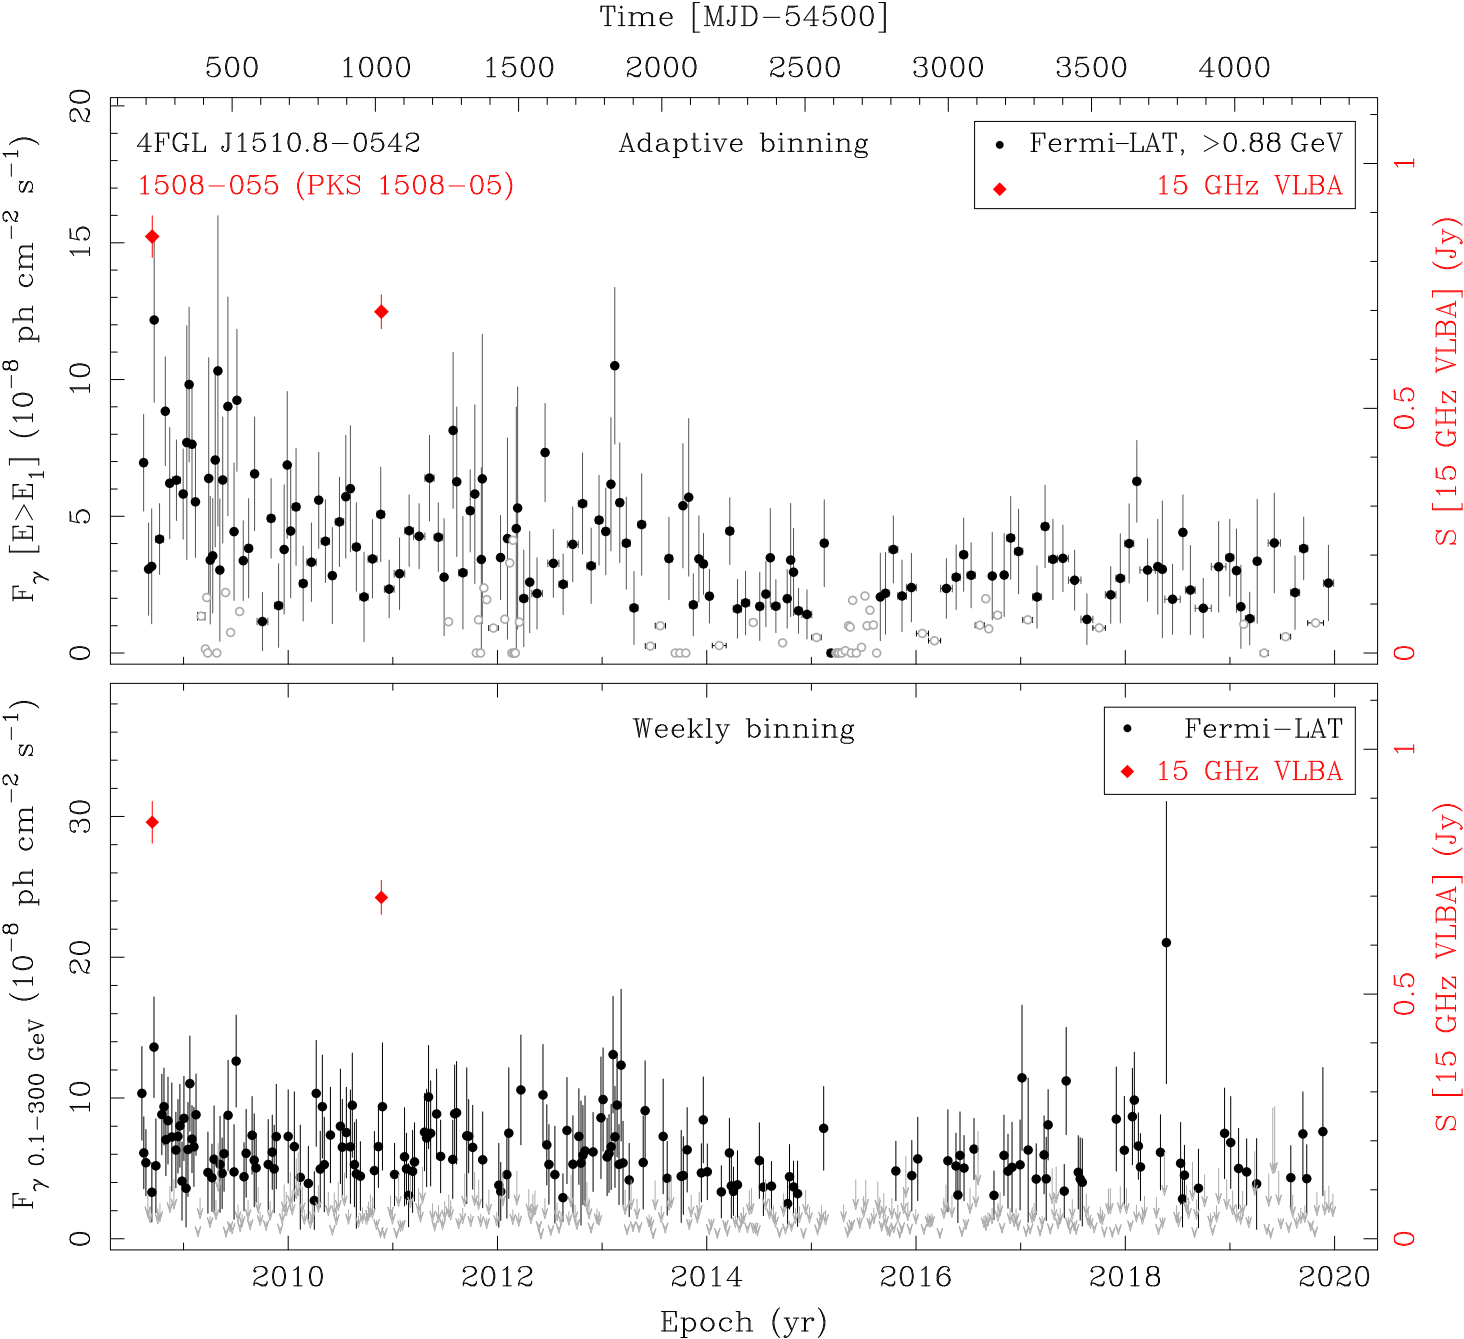 Time [MJD−54500]
500 1000 1500 2000 2500 3000 3500 4000
4FGL J1510.8−0542
1508−055 (PKS 1508−05)
Adaptive binning
Fermi−LAT, >0.88 GeV
15 GHz VLBA
F_γ [E>E_1] (10^−8 ph cm^−2 s^−1)
20
15
10
5
0
1
0.5
0
S [15 GHz VLBA] (Jy)
Weekly binning
Fermi−LAT
15 GHz VLBA
F_γ 0.1−300 GeV (10^−8 ph cm^−2 s^−1)
30
20
10
0
1
0.5
0
S [15 GHz VLBA] (Jy)
2010 2012 2014 2016 2018 2020
Epoch (yr)